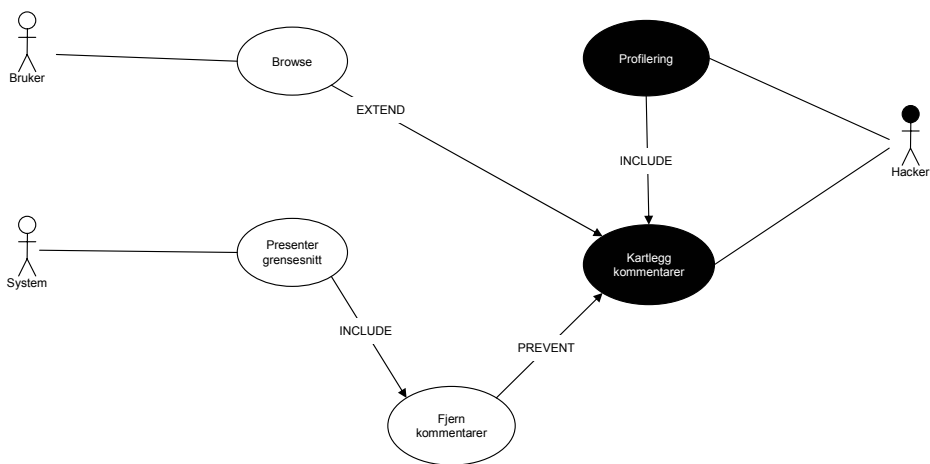 Bruker
Browse
EXTEND
Profilering
INCLUDE
Hacker
System
Presenter
grensesnitt
Kartlegg
kommentarer
INCLUDE
PREVENT
Fjern
kommentarer